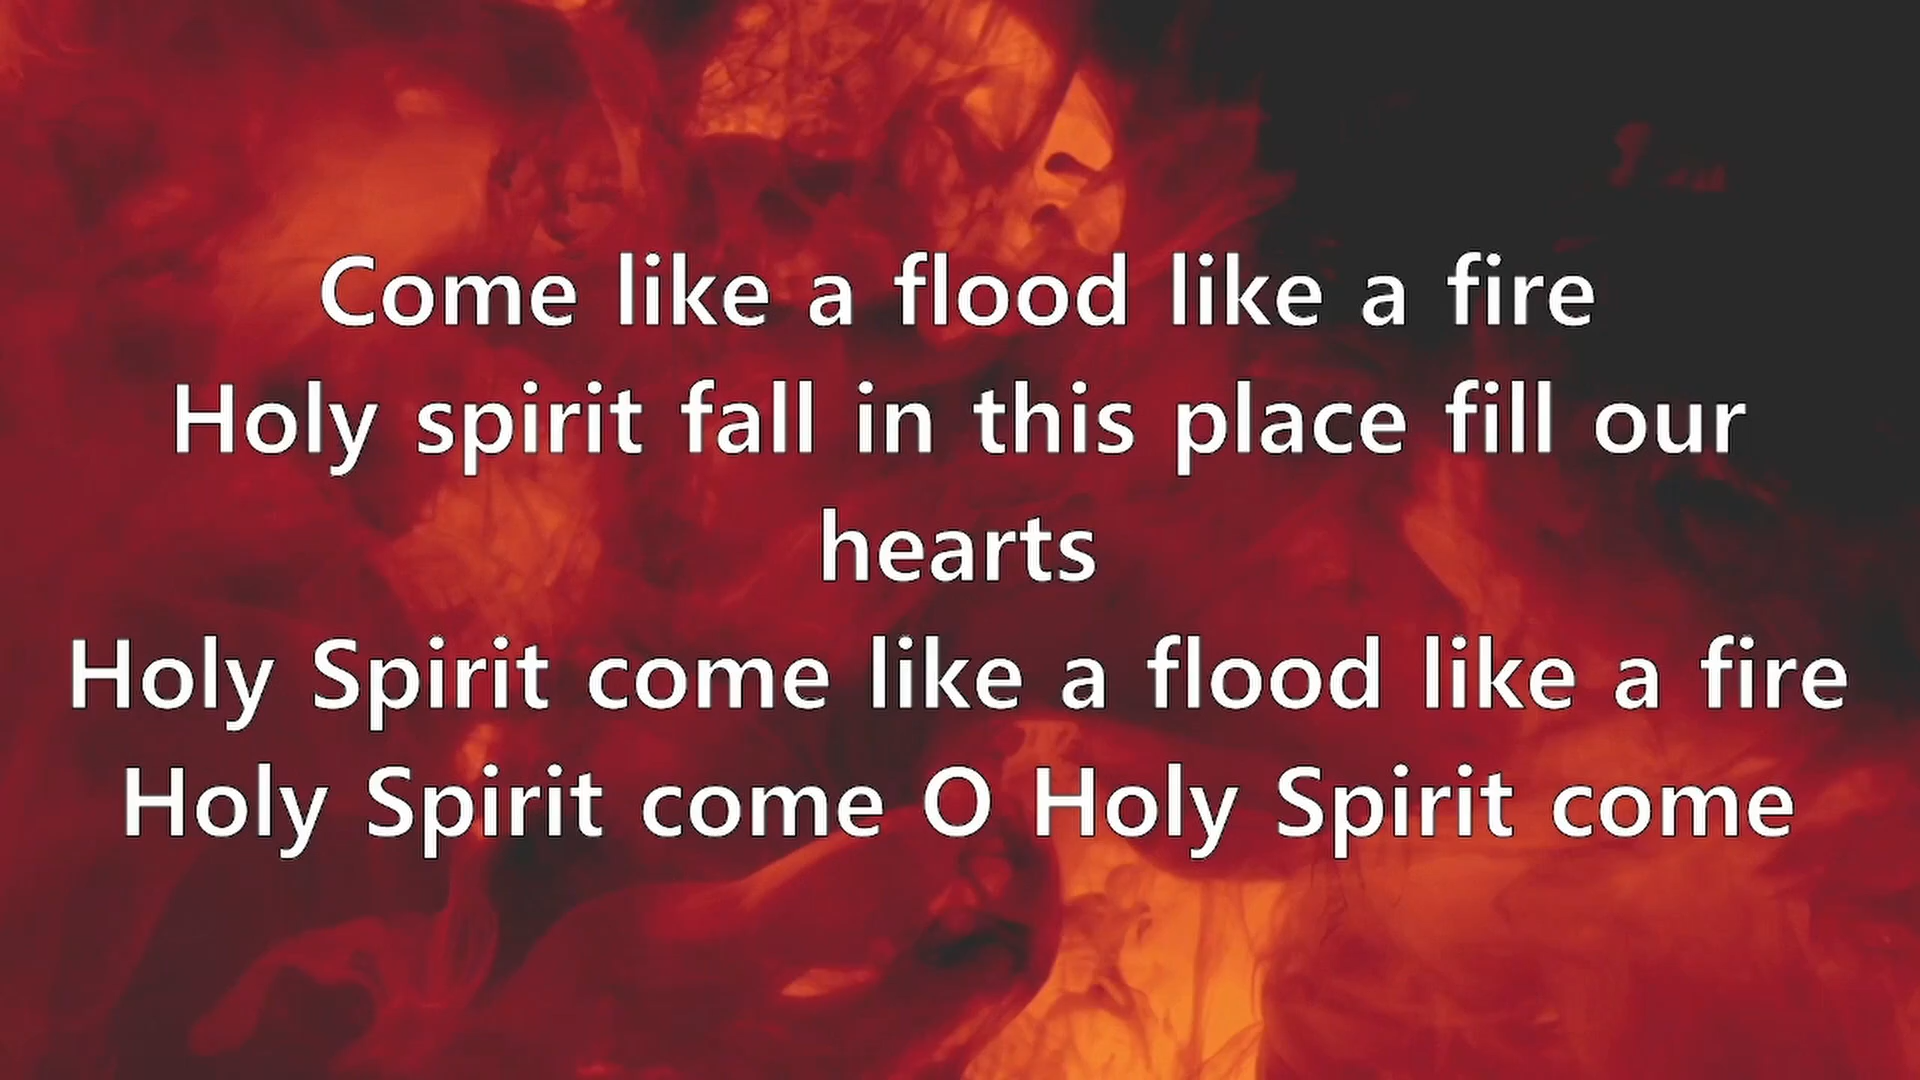 Come like a flood like a fire
Holy spirit fall in this place fill our
hearts
Holy Spirit come like a flood like a fire
Holy Spirit come O Holy Spirit come